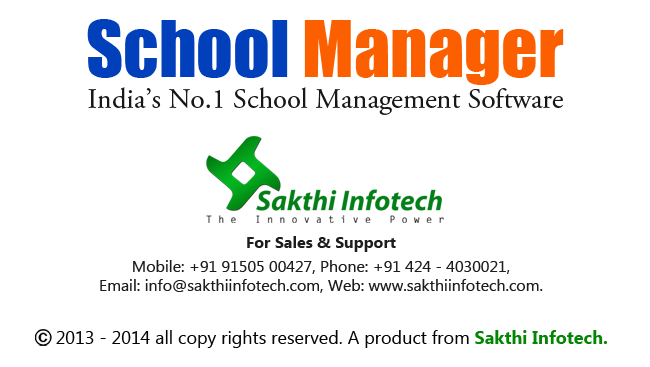 School Manager
India's No.1 School Management Software
Sakthi Infotech
The Innovative Power
For Sales & Support
Mobile: +91 91505 00427, Phone: +91 424 - 4030021,
Email: info@sakthiinfotech.com, Web: www.sakthiinfotech.com.
© 2013 - 2014 all copy rights reserved. A product from Sakthi Infotech.